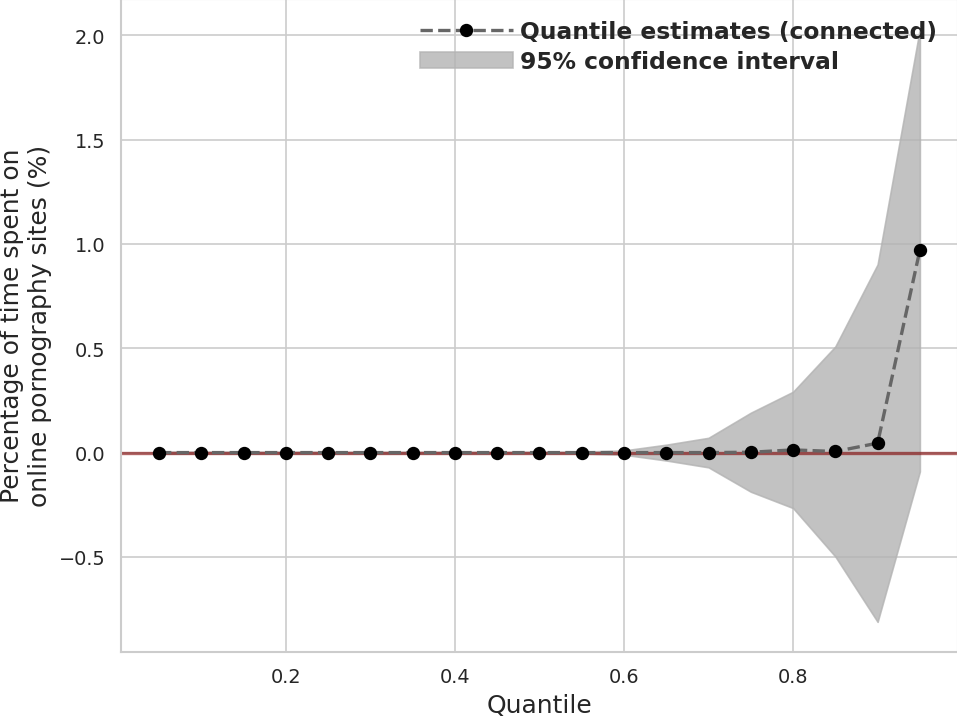 Quantile estimates (connected)
95% confidence interval
2.0
1.5
1.0
0.5
0.0
−0.5
Percentage of time spent on
online pornography sites (%)
0.2
0.4
0.6
0.8
Quantile